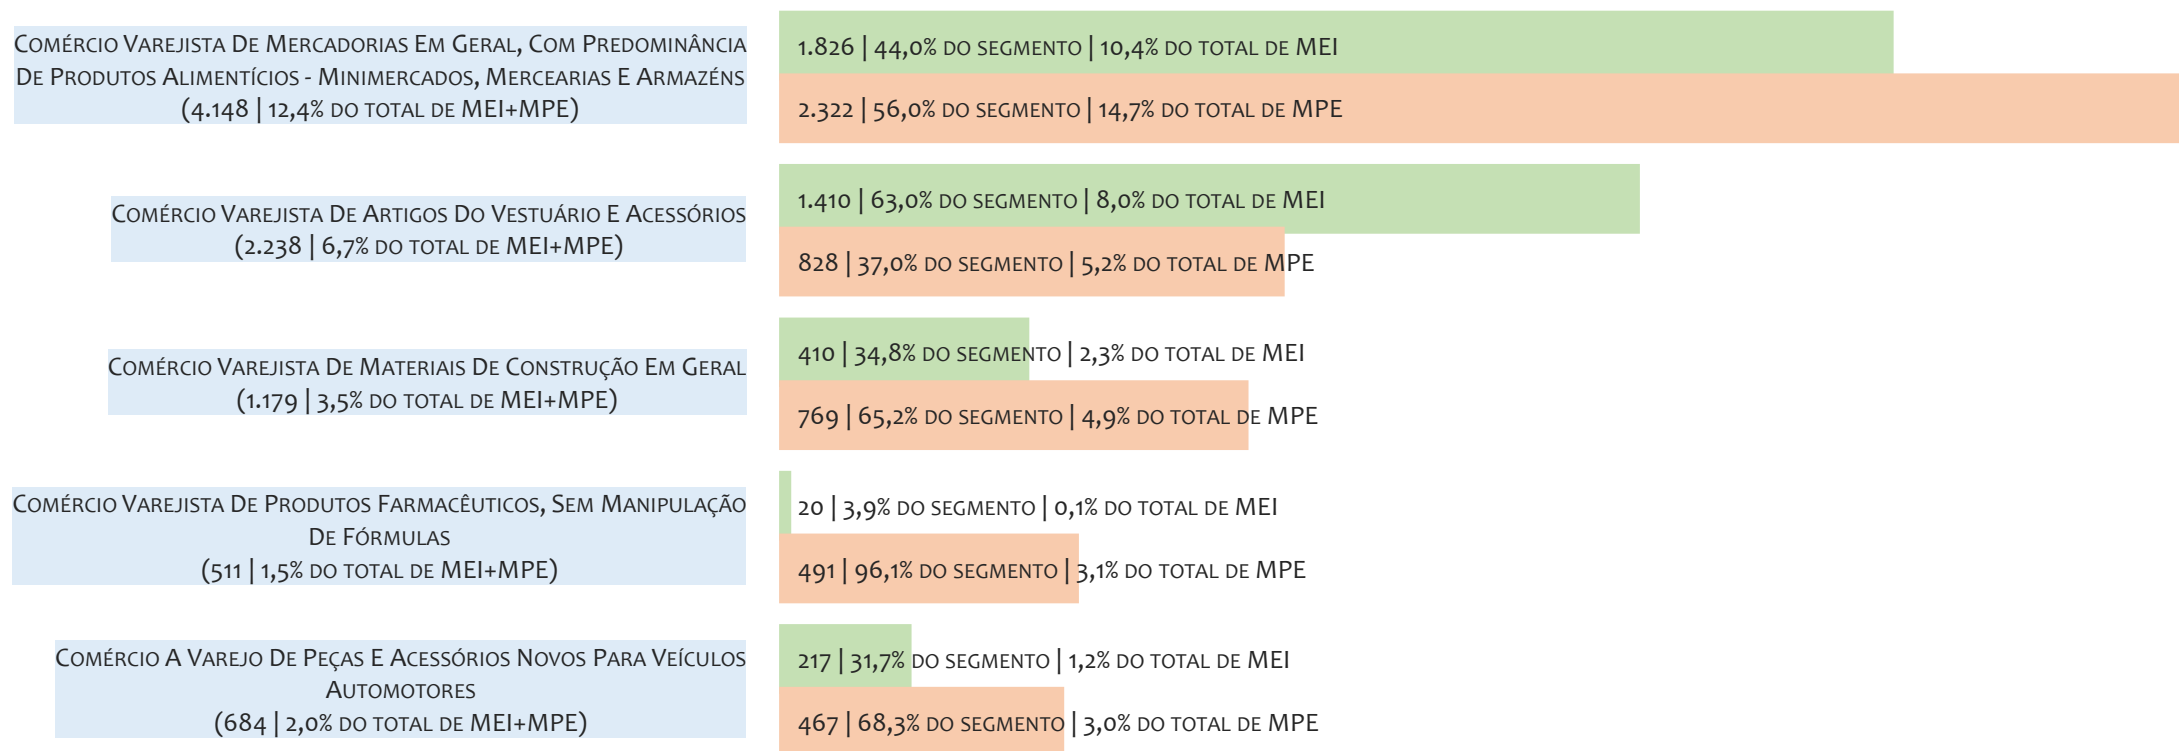 Comércio Varejista De Mercadorias Em Geral, Com Predominância
De Produtos Alimentícios - Minimercados, Mercearias E Armazéns
(4.148 | 12,4% do total de MEI+MPE)
1.826 | 44,0% do segmento | 10,4% do total de MEI
2.322 | 56,0% do segmento | 14,7% do total de MPE
Comércio Varejista De Artigos Do Vestuário E Acessórios
(2.238 | 6,7% do total de MEI+MPE)
1.410 | 63,0% do segmento | 8,0% do total de MEI
828 | 37,0% do segmento | 5,2% do total de MPE
Comércio Varejista De Materiais De Construção Em Geral
(1.179 | 3,5% do total de MEI+MPE)
410 | 34,8% do segmento | 2,3% do total de MEI
769 | 65,2% do segmento | 4,9% do total de MPE
Comércio Varejista De Produtos Farmacêuticos, Sem Manipulação
De Fórmulas
(511 | 1,5% do total de MEI+MPE)
20 | 3,9% do segmento | 0,1% do total de MEI
491 | 96,1% do segmento | 3,1% do total de MPE
Comércio A Varejo De Peças E Acessórios Novos Para Veículos
Automotores
(684 | 2,0% do total de MEI+MPE)
217 | 31,7% do segmento | 1,2% do total de MEI
467 | 68,3% do segmento | 3,0% do total de MPE